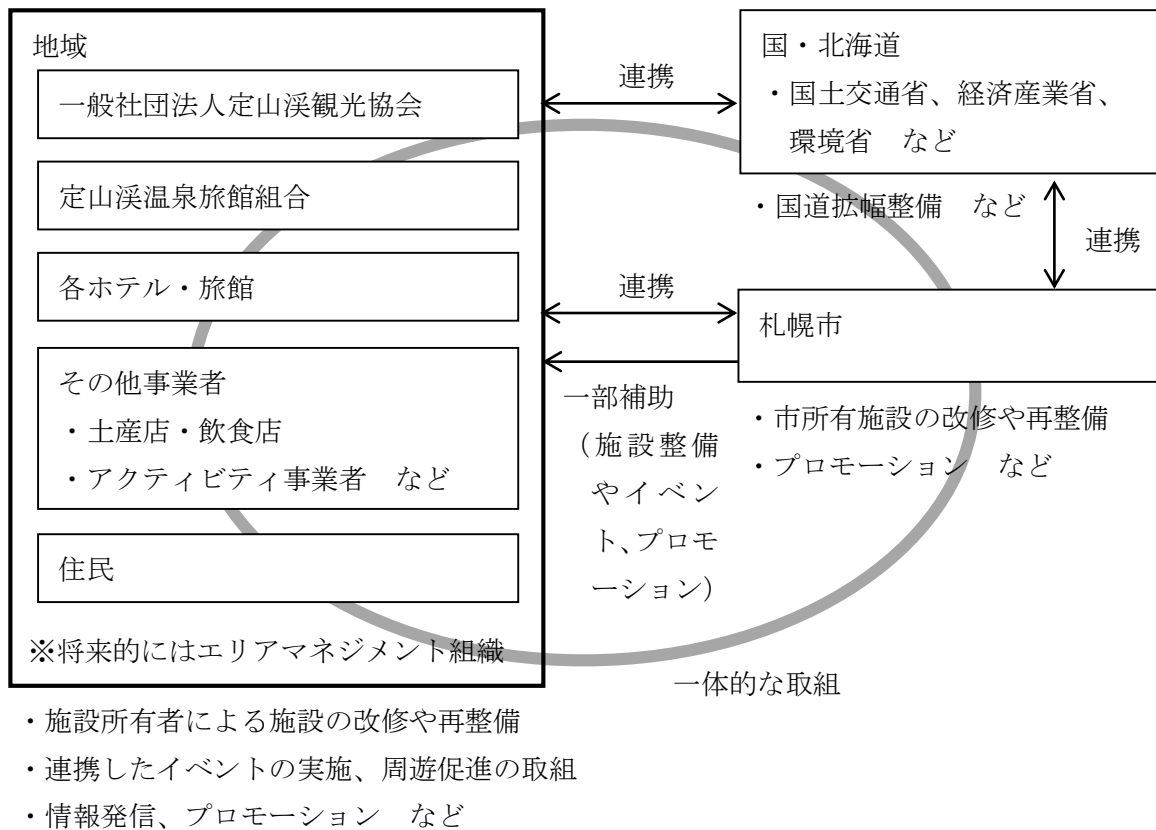 地域
一般社団法人定山渓観光協会
定山渓温泉旅館組合
各ホテル・旅館
その他事業者
・土産店・飲食店
・アクティビティ事業者　など
住民
※将来的にはエリアマネジメント組織
・施設所有者による施設の改修や再整備
・連携したイベントの実施、周遊促進の取組
・情報発信、プロモーション　など
連携
連携
一部補助
（施設整備
やイベン
ト、プロモ
ーション）
一体的な取組
国・北海道
・国土交通省、経済産業省、
環境省　など
・国道拡幅整備　など
連携
札幌市
・市所有施設の改修や再整備
・プロモーション　など